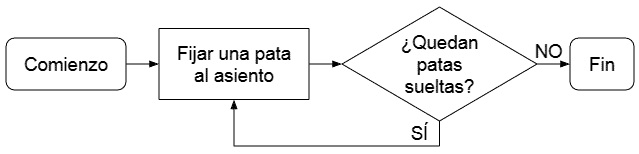 Comienzo
Fijar una pata
al asiento
¿Quedan
patas
sueltas?
NO
Fin
SÍ